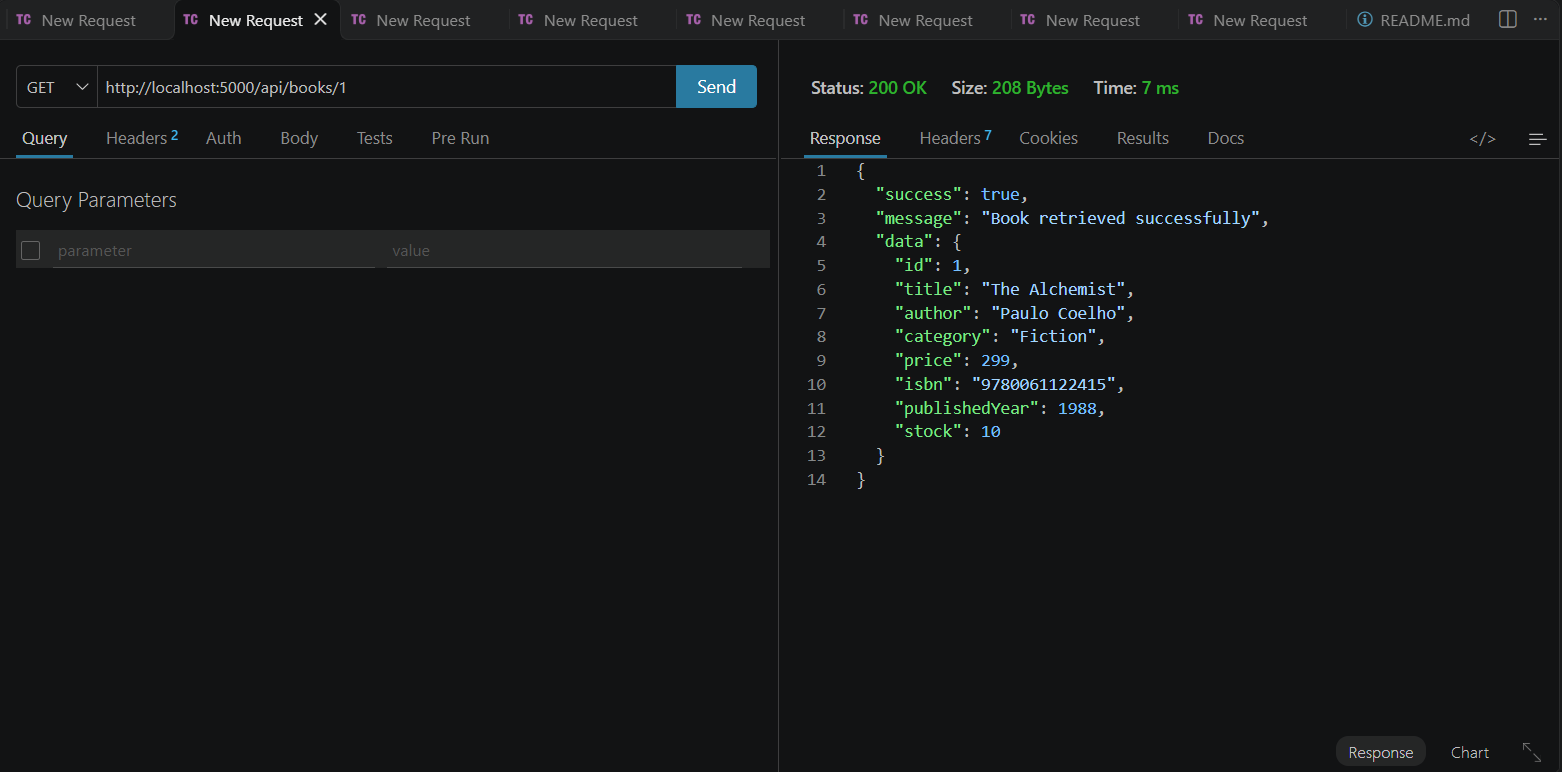 TC New Request TC New Request TC New Request TC New Request TC New Request TC New Request TC New Request TC New Request README.md
GET http://localhost:5000/api/books/1 Send
Query Headers 2 Auth Body Tests Pre Run
Query Parameters
parameter value
Status: 200 OK Size: 208 Bytes Time: 7 ms
Response Headers 7 Cookies Results Docs </>
1 {
2 "success": true,
3 "message": "Book retrieved successfully",
4 "data": {
5 "id": 1,
6 "title": "The Alchemist",
7 "author": "Paulo Coelho",
8 "category": "Fiction",
9 "price": 299,
10 "isbn": "9780061122415",
11 "publishedYear": 1988,
12 "stock": 10
13 }
14 }
Response Chart